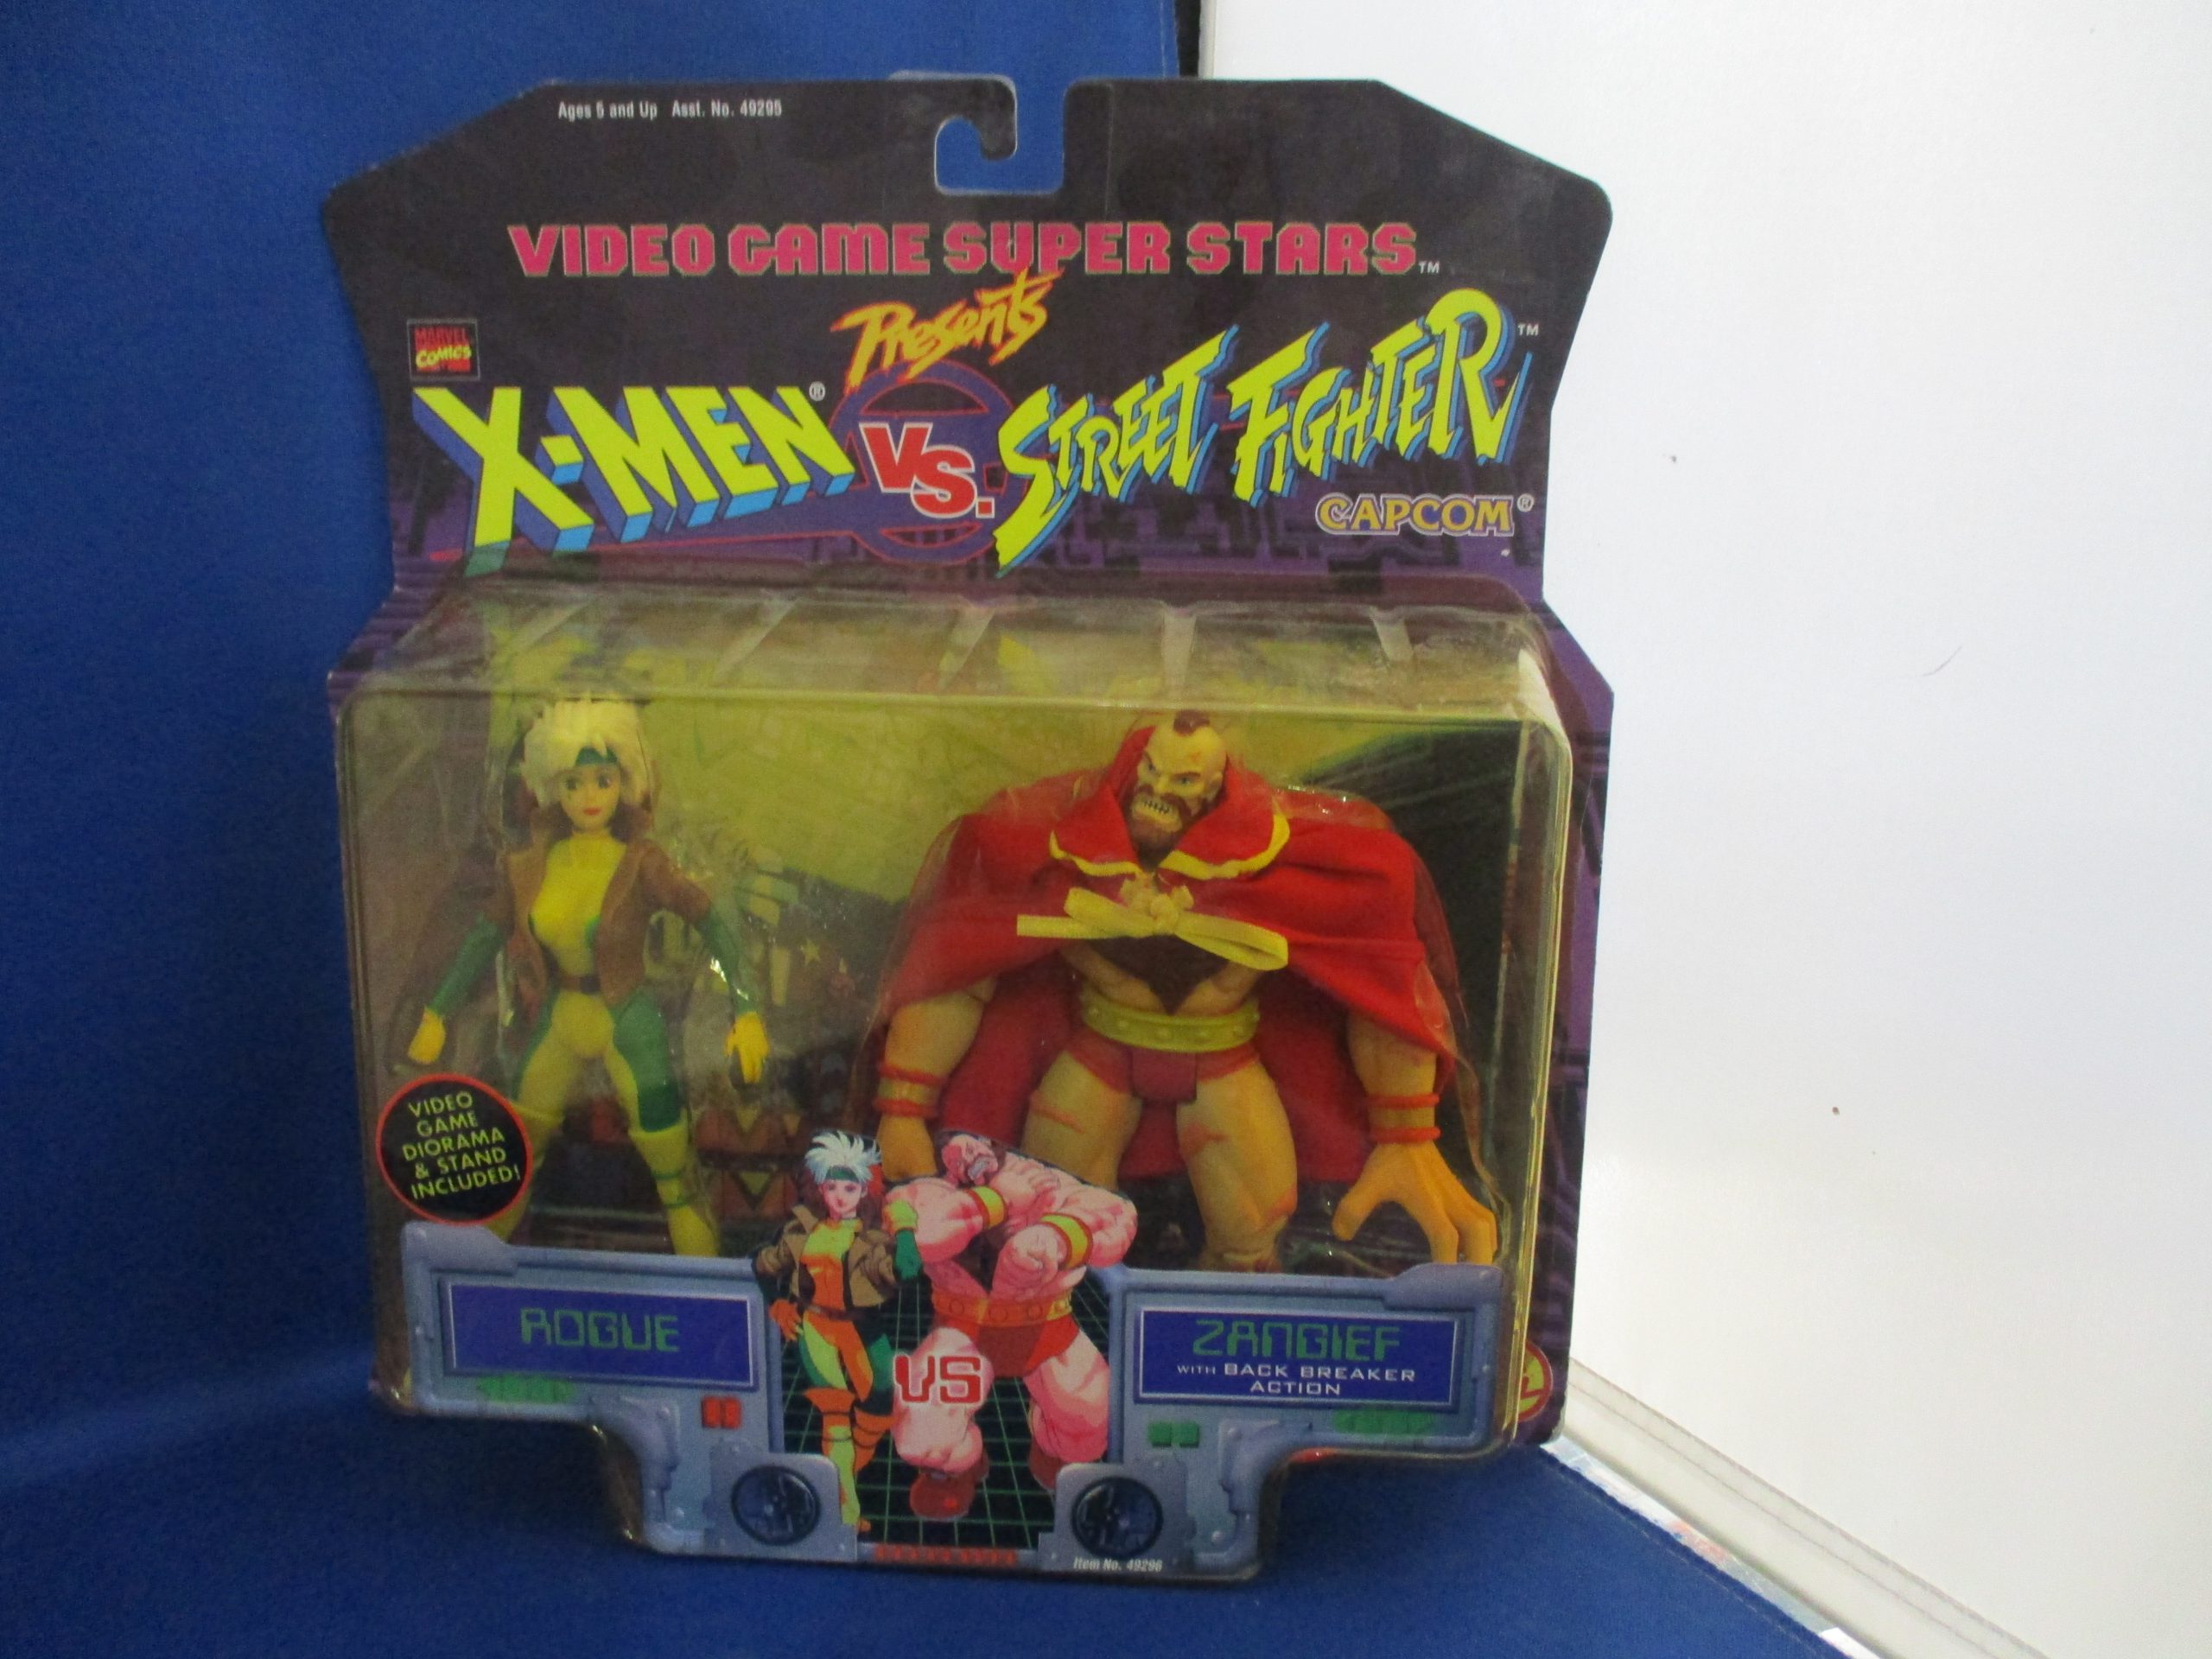 Ages 5 and Up Asst. No. 49295
VIDEO GAME SUPER STARS™
Presents
MARVEL
COMICS
X-MEN® VS. STREET FIGHTER™
CAPCOM®
VIDEO
GAME
DIORAMA
& STAND
INCLUDED!
ROGUE
VS
ZANGIEF
WITH BACK BREAKER
ACTION
Item No. 49296